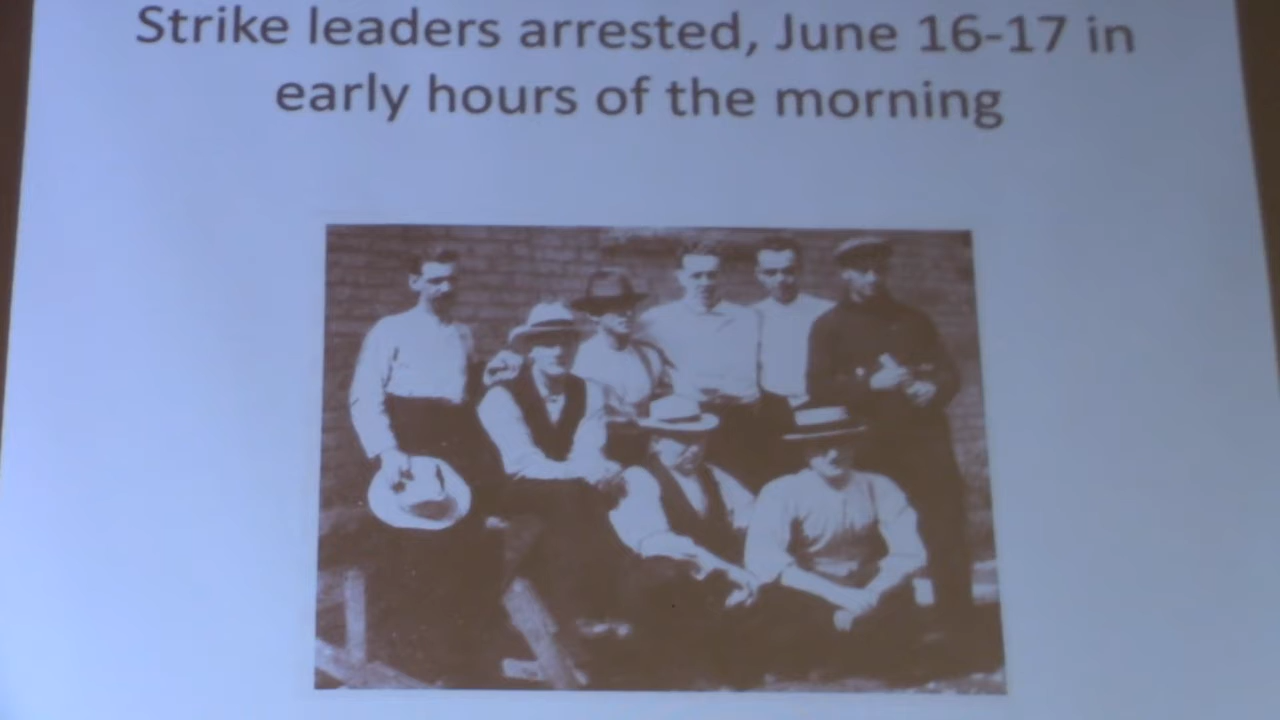 Strike leaders arrested, June 16-17 in
early hours of the morning